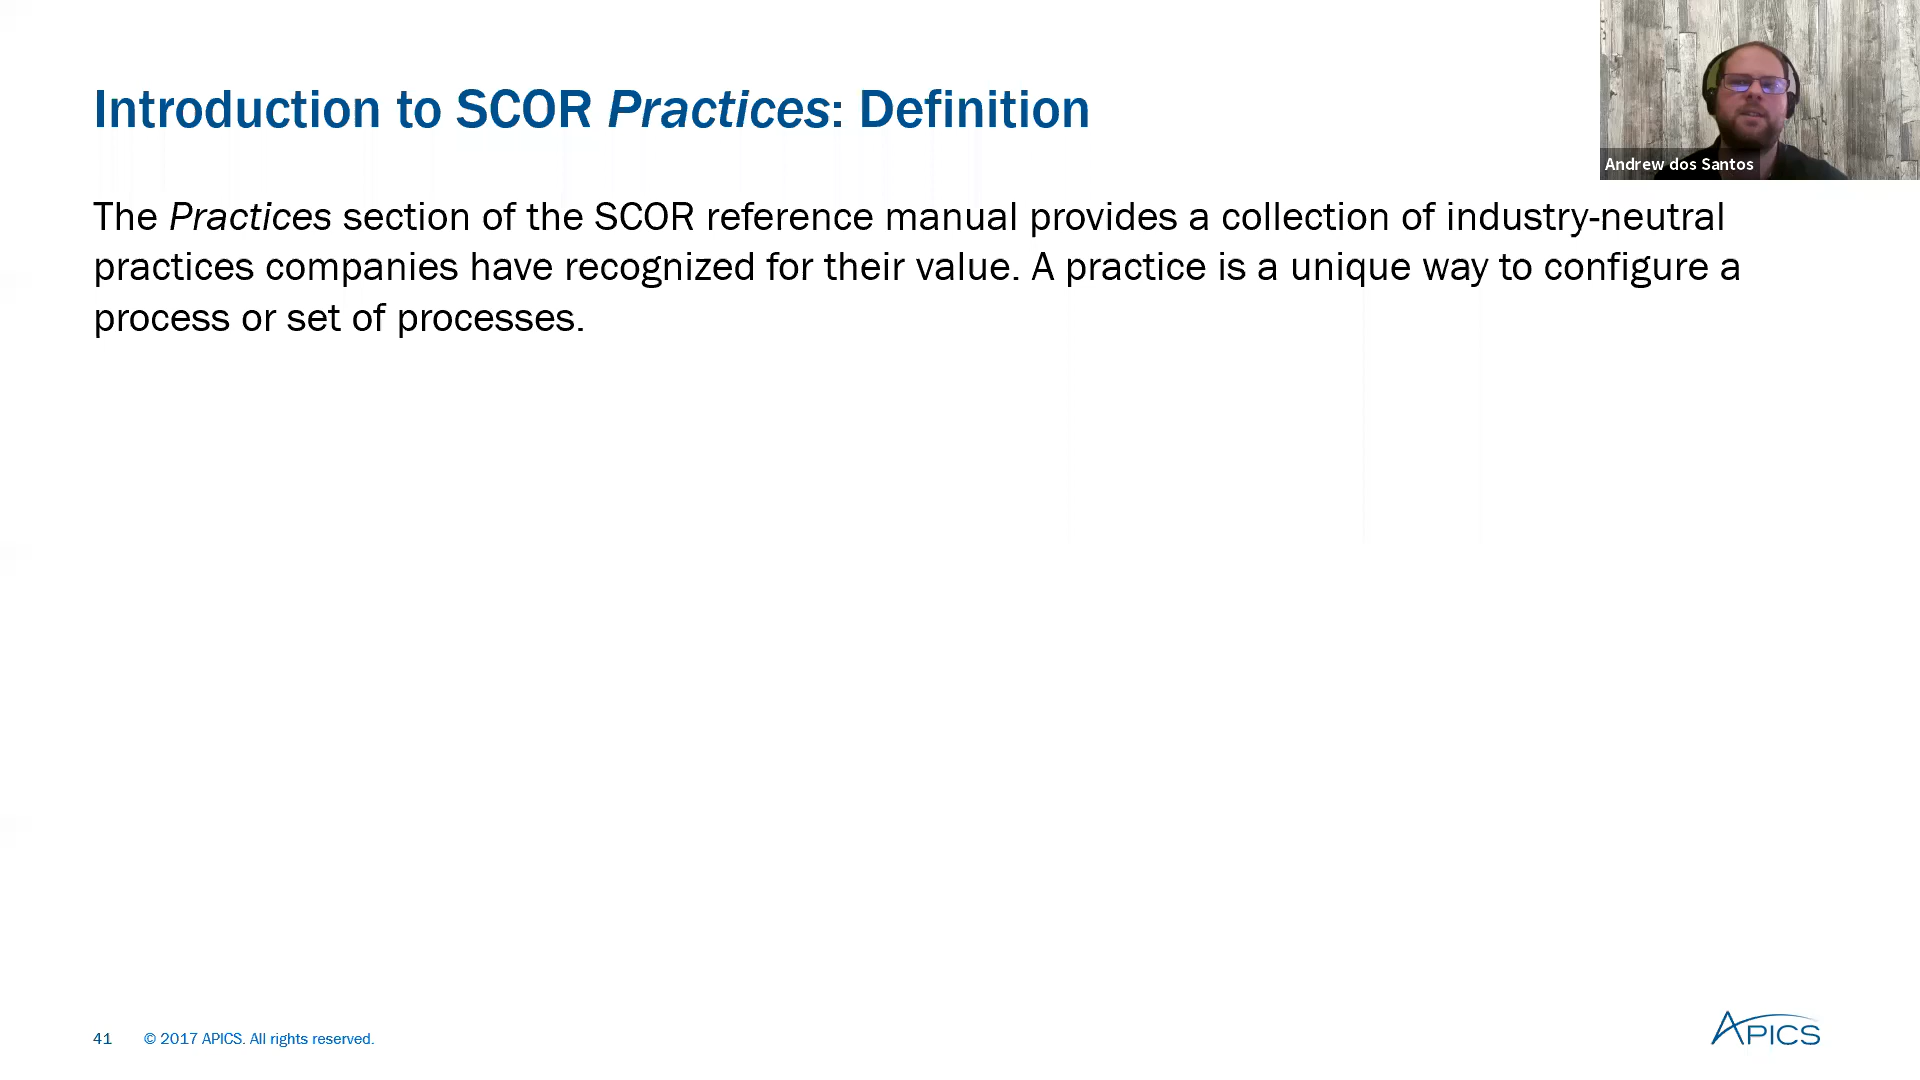 Introduction to SCOR Practices: Definition
Andrew dos Santos
The Practices section of the SCOR reference manual provides a collection of industry-neutral
practices companies have recognized for their value. A practice is a unique way to configure a
process or set of processes.
41 © 2017 APICS. All rights reserved.
APICS